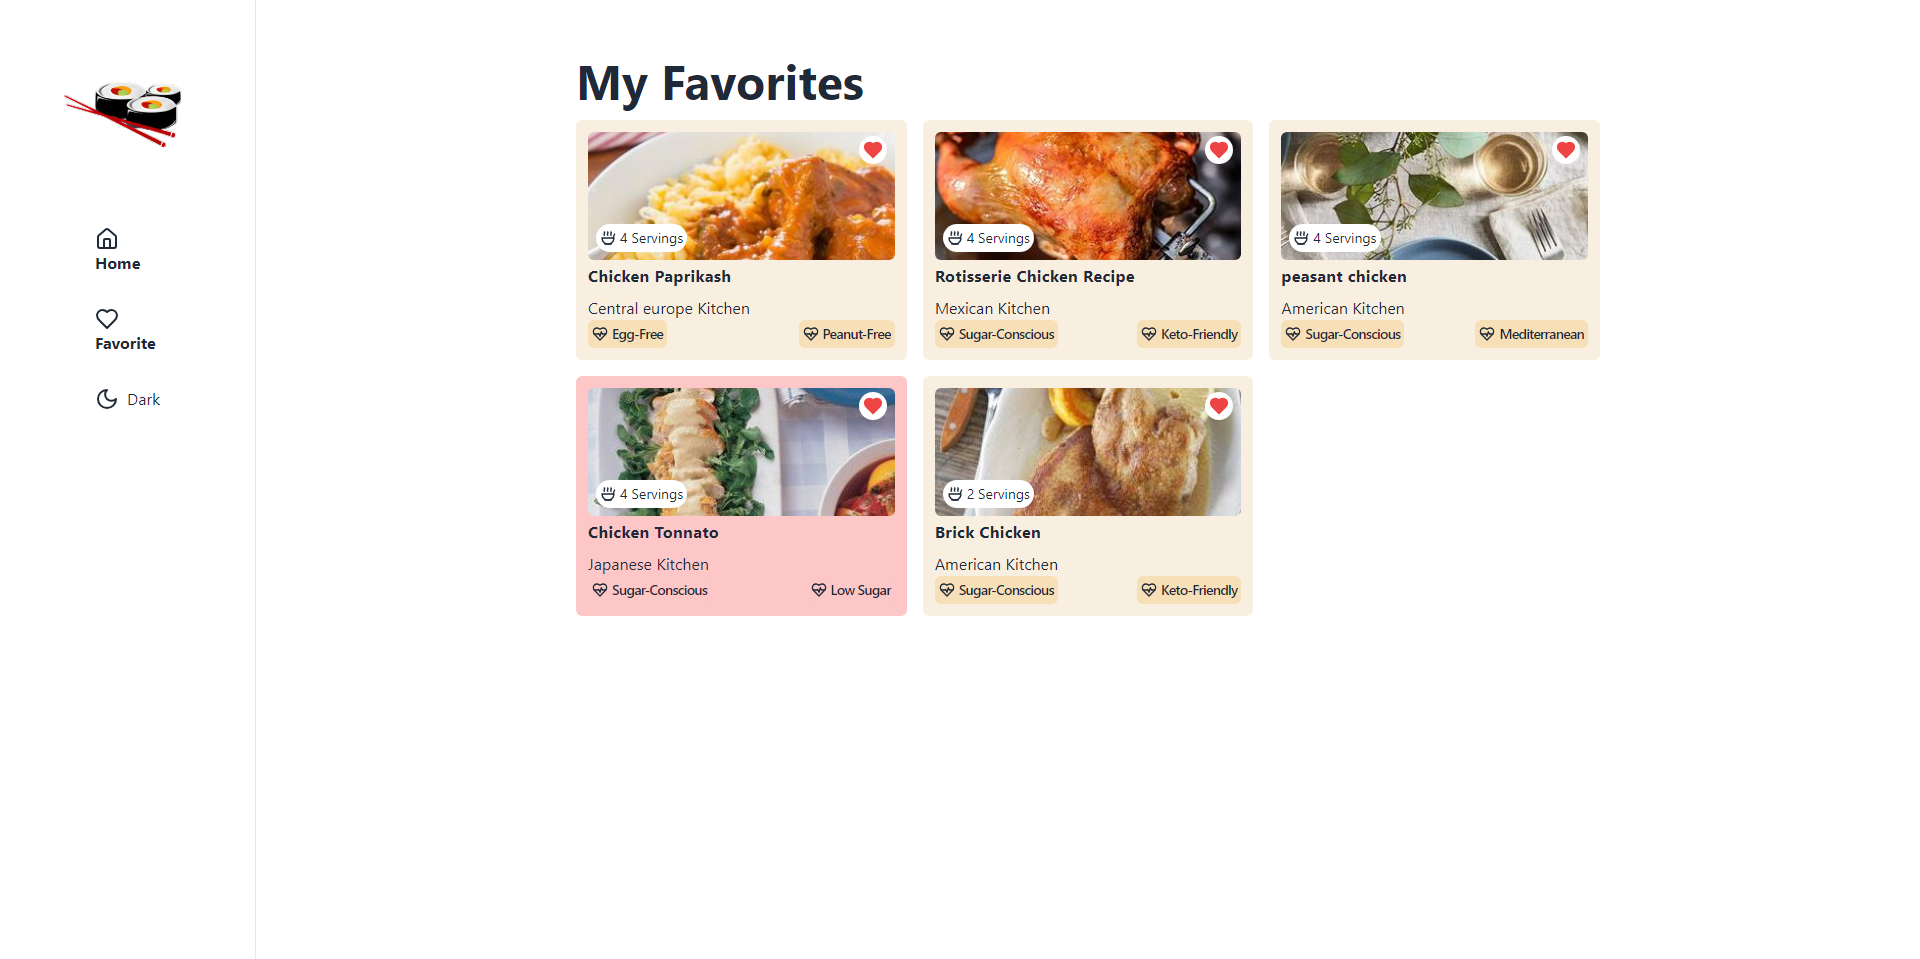 My Favorites
Home
Favorite
Dark
4 Servings
Chicken Paprikash
Central europe Kitchen
Egg-Free
Peanut-Free
4 Servings
Rotisserie Chicken Recipe
Mexican Kitchen
Sugar-Conscious
Keto-Friendly
4 Servings
peasant chicken
American Kitchen
Sugar-Conscious
Mediterranean
4 Servings
Chicken Tonnato
Japanese Kitchen
Sugar-Conscious
Low Sugar
2 Servings
Brick Chicken
American Kitchen
Sugar-Conscious
Keto-Friendly